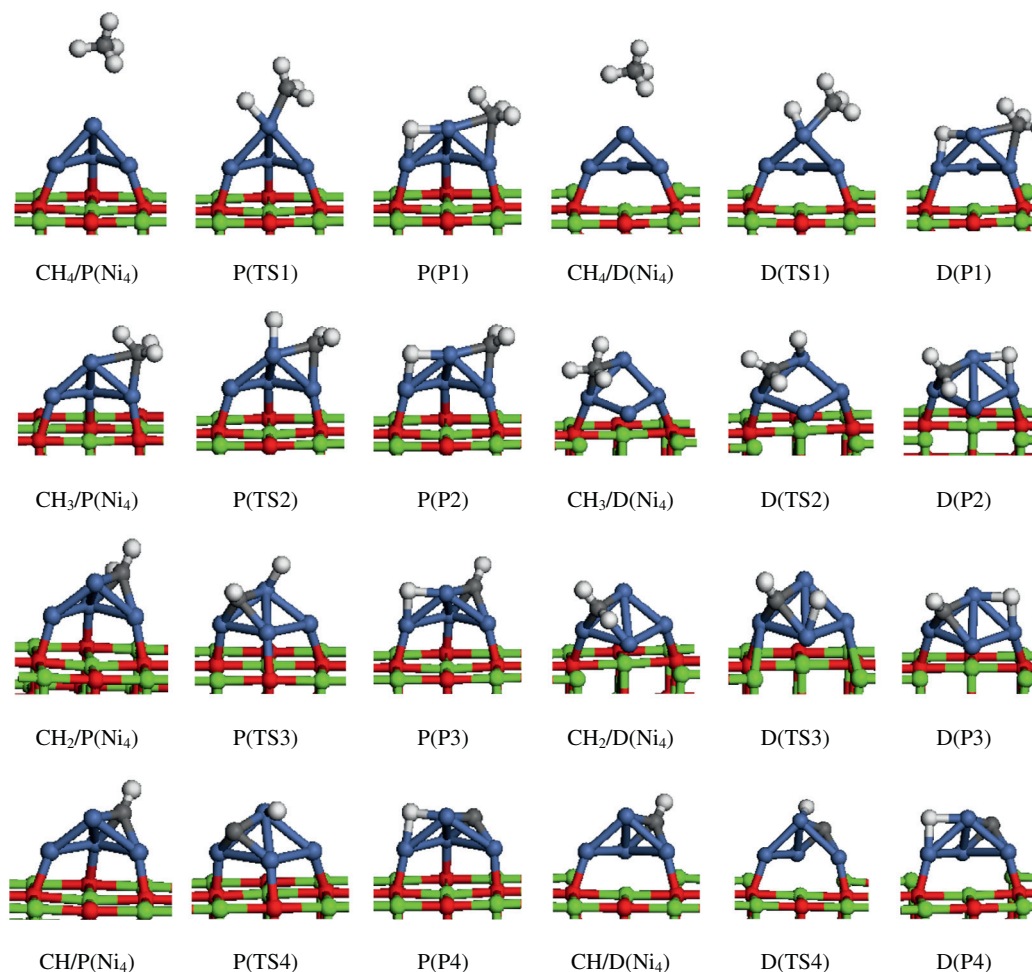 CH₄/P(Ni₄) P(TS1) P(P1) CH₄/D(Ni₄) D(TS1) D(P1)
CH₃/P(Ni₄) P(TS2) P(P2) CH₃/D(Ni₄) D(TS2) D(P2)
CH₂/P(Ni₄) P(TS3) P(P3) CH₂/D(Ni₄) D(TS3) D(P3)
CH/P(Ni₄) P(TS4) P(P4) CH/D(Ni₄) D(TS4) D(P4)